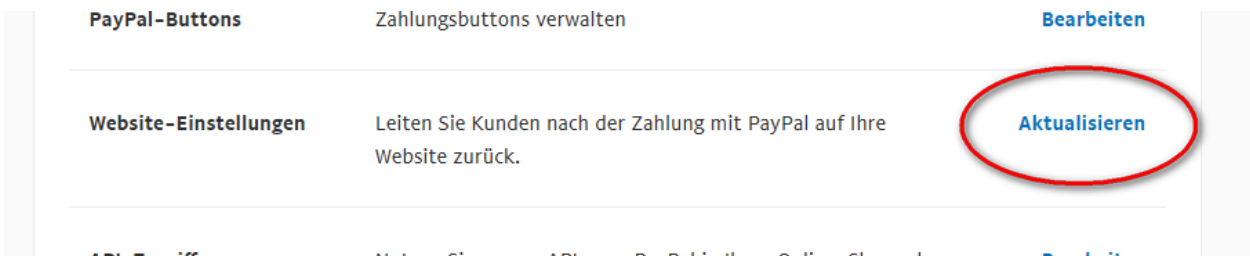 PayPal-Buttons Zahlungsbuttons verwalten Bearbeiten
Website-Einstellungen Leiten Sie Kunden nach der Zahlung mit PayPal auf Ihre Aktualisieren
Website zurück.